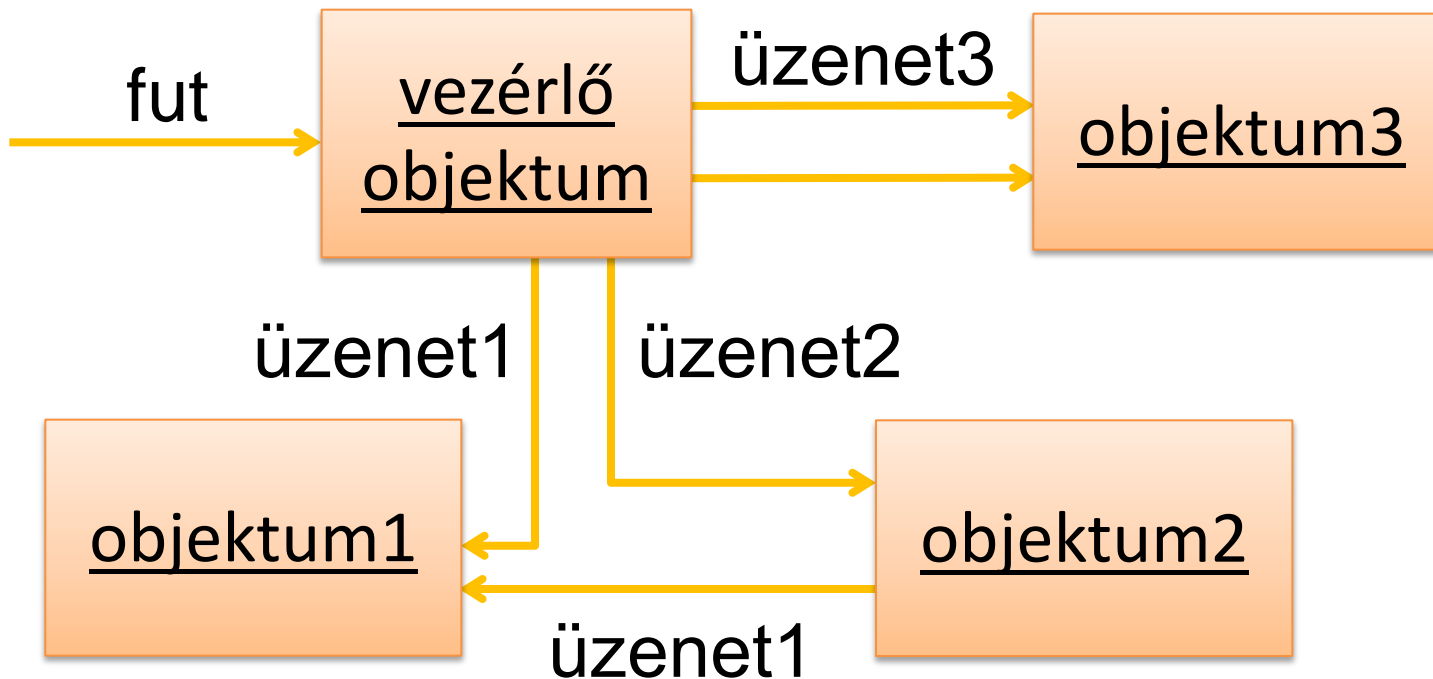 fut
vezérlő
objektum
üzenet3
objektum3
üzenet1
üzenet2
objektum1
objektum2
üzenet1